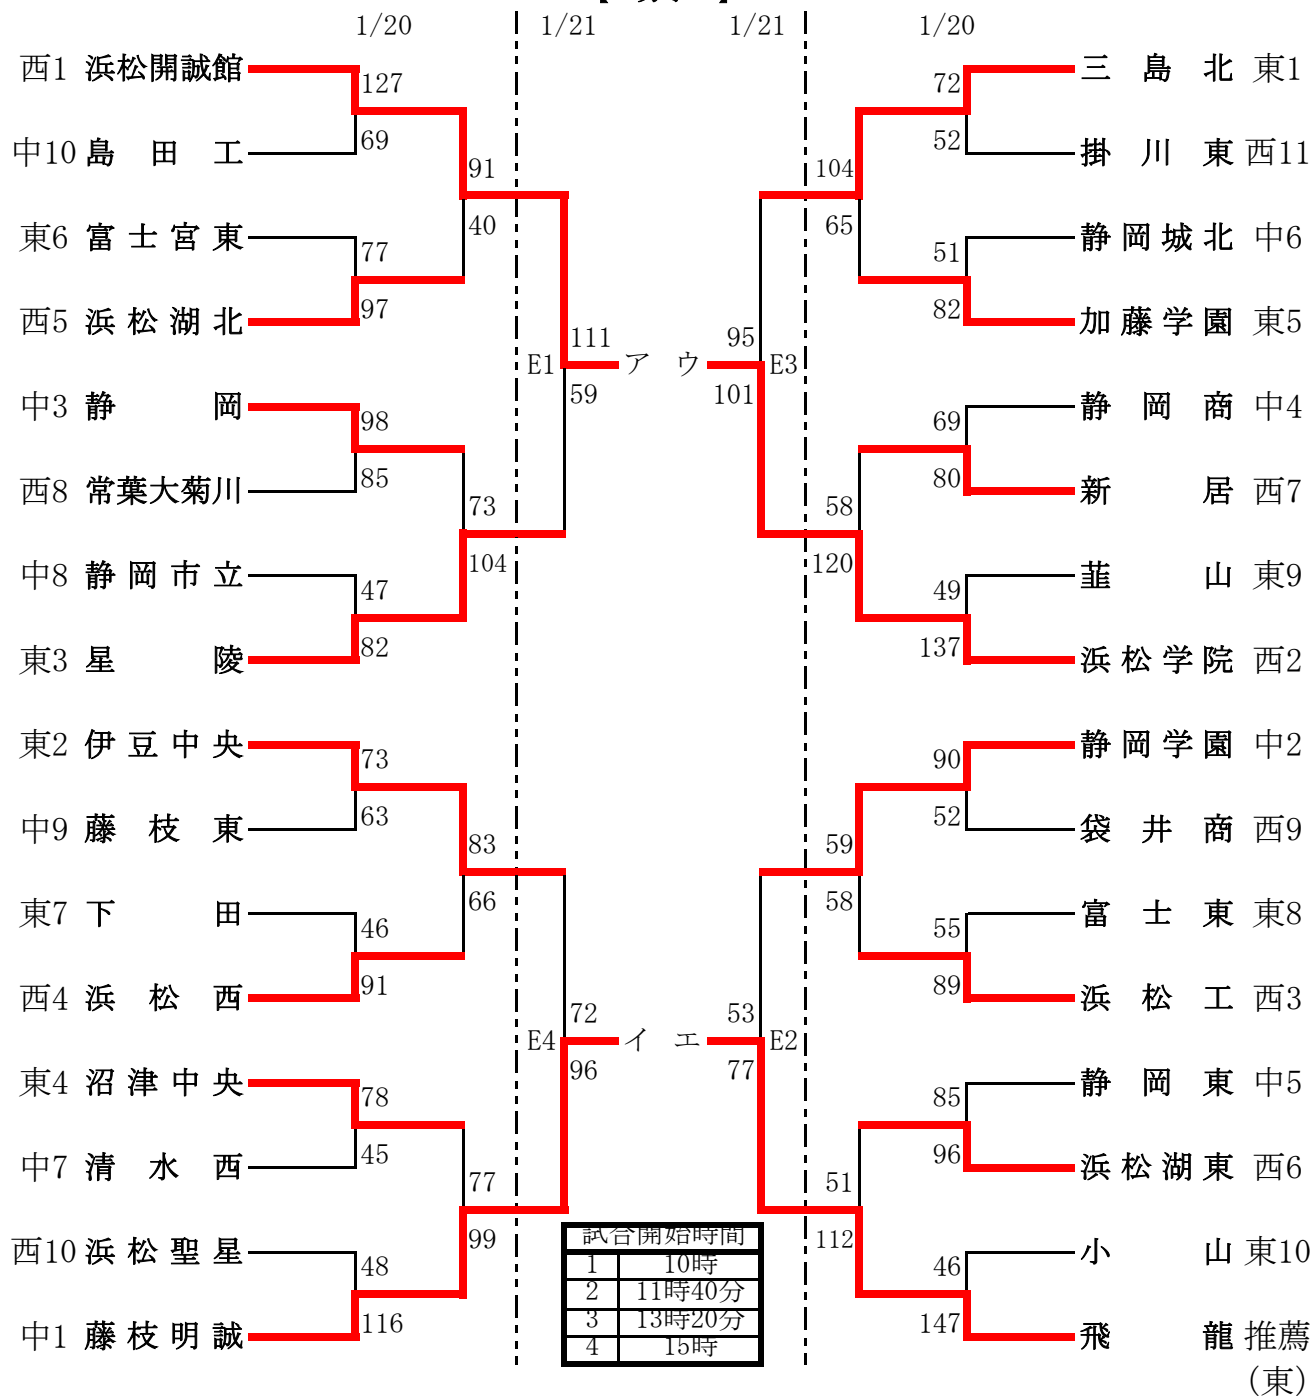 1/20 1/21 1/21 1/20
西1 浜松開誠館 127 72 三島北 東1
中10 島田工 69 52 掛川東 西11
91 104
東6 富士宮東 77 40 65 51 静岡城北 中6
西5 浜松湖北 97 82 加藤学園 東5
111 95
E1 ア ウ E3
59 101
中3 静岡 98 69 静岡商 中4
西8 常葉大菊川 85 80 新居 西7
73 58
中8 静岡市立 47 104 120 49 韮山 東9
東3 星陵 82 137 浜松学院 西2
東2 伊豆中央 73 90 静岡学園 中2
中9 藤枝東 63 52 袋井商 西9
83 59
東7 下田 46 66 58 55 富士東 東8
西4 浜松西 91 89 浜松工 西3
72 53
E4 イ エ E2
96 77
東4 沼津中央 78 85 静岡東 中5
中7 清水西 45 96 浜松湖東 西6
77 51
西10 浜松聖星 48 99 112 46 小山 東10
中1 藤枝明誠 116 147 飛龍 推薦
(東)
試合開始時間
1 10時
2 11時40分
3 13時20分
4 15時